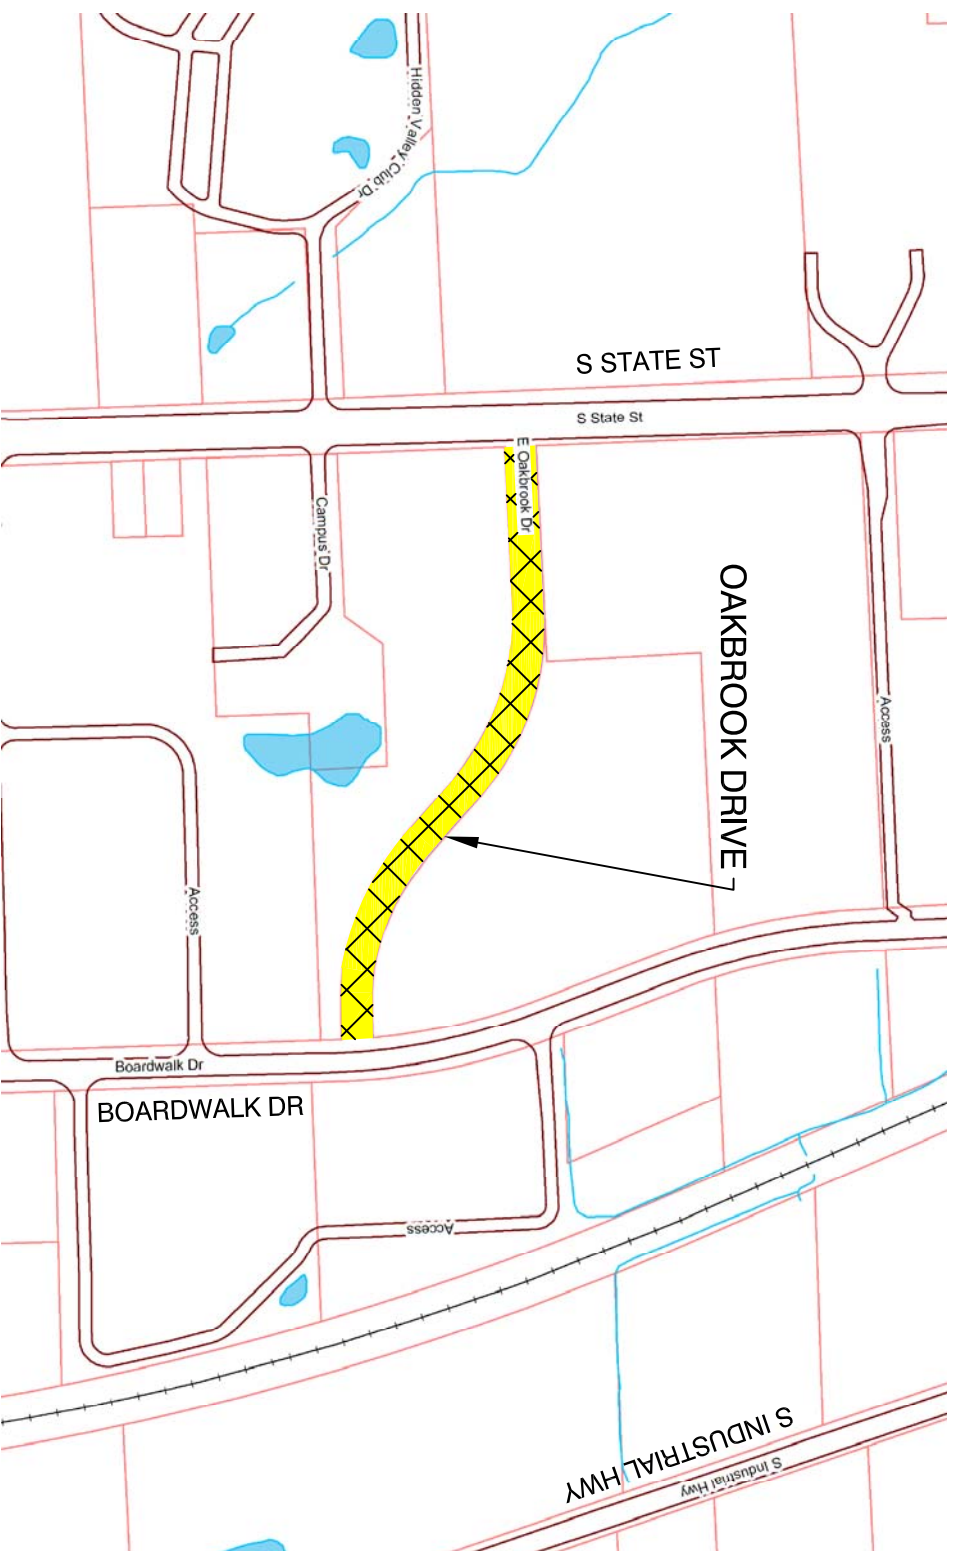 Hidden Valley Club Dr
S STATE ST
S State St
E Oakbrook Dr
Campus Dr
OAKBROOK DRIVE
Access
Access
Boardwalk Dr
BOARDWALK DR
Access
S INDUSTRIAL HWY
S Industrial Hwy